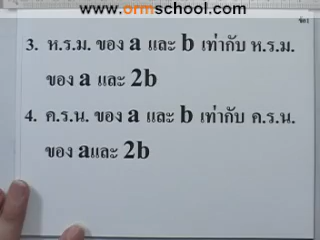 www.ormschool.com
3. ห.ร.ม. ของ a และ b เท่ากับ ห.ร.ม.
ของ a และ 2b
4. ค.ร.น. ของ a และ b เท่ากับ ค.ร.น.
ของ aและ 2b